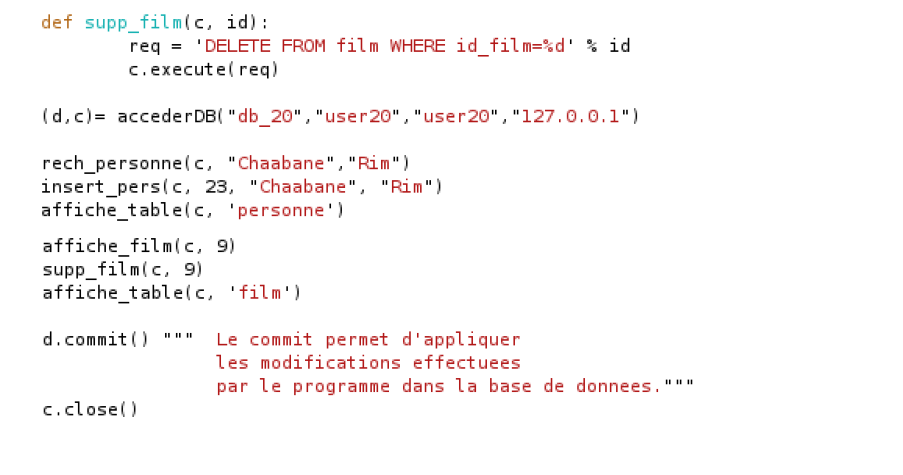 def supp_film(c, id):
req = 'DELETE FROM film WHERE id_film=%d' % id
c.execute(req)
(d,c)= accederDB("db_20","user20","user20","127.0.0.1")
rech_personne(c, "Chaabane","Rim")
insert_pers(c, 23, "Chaabane", "Rim")
affiche_table(c, 'personne')
affiche_film(c, 9)
supp_film(c, 9)
affiche_table(c, 'film')
d.commit() """  Le commit permet d'appliquer
les modifications effectuees
par le programme dans la base de donnees."""
c.close()